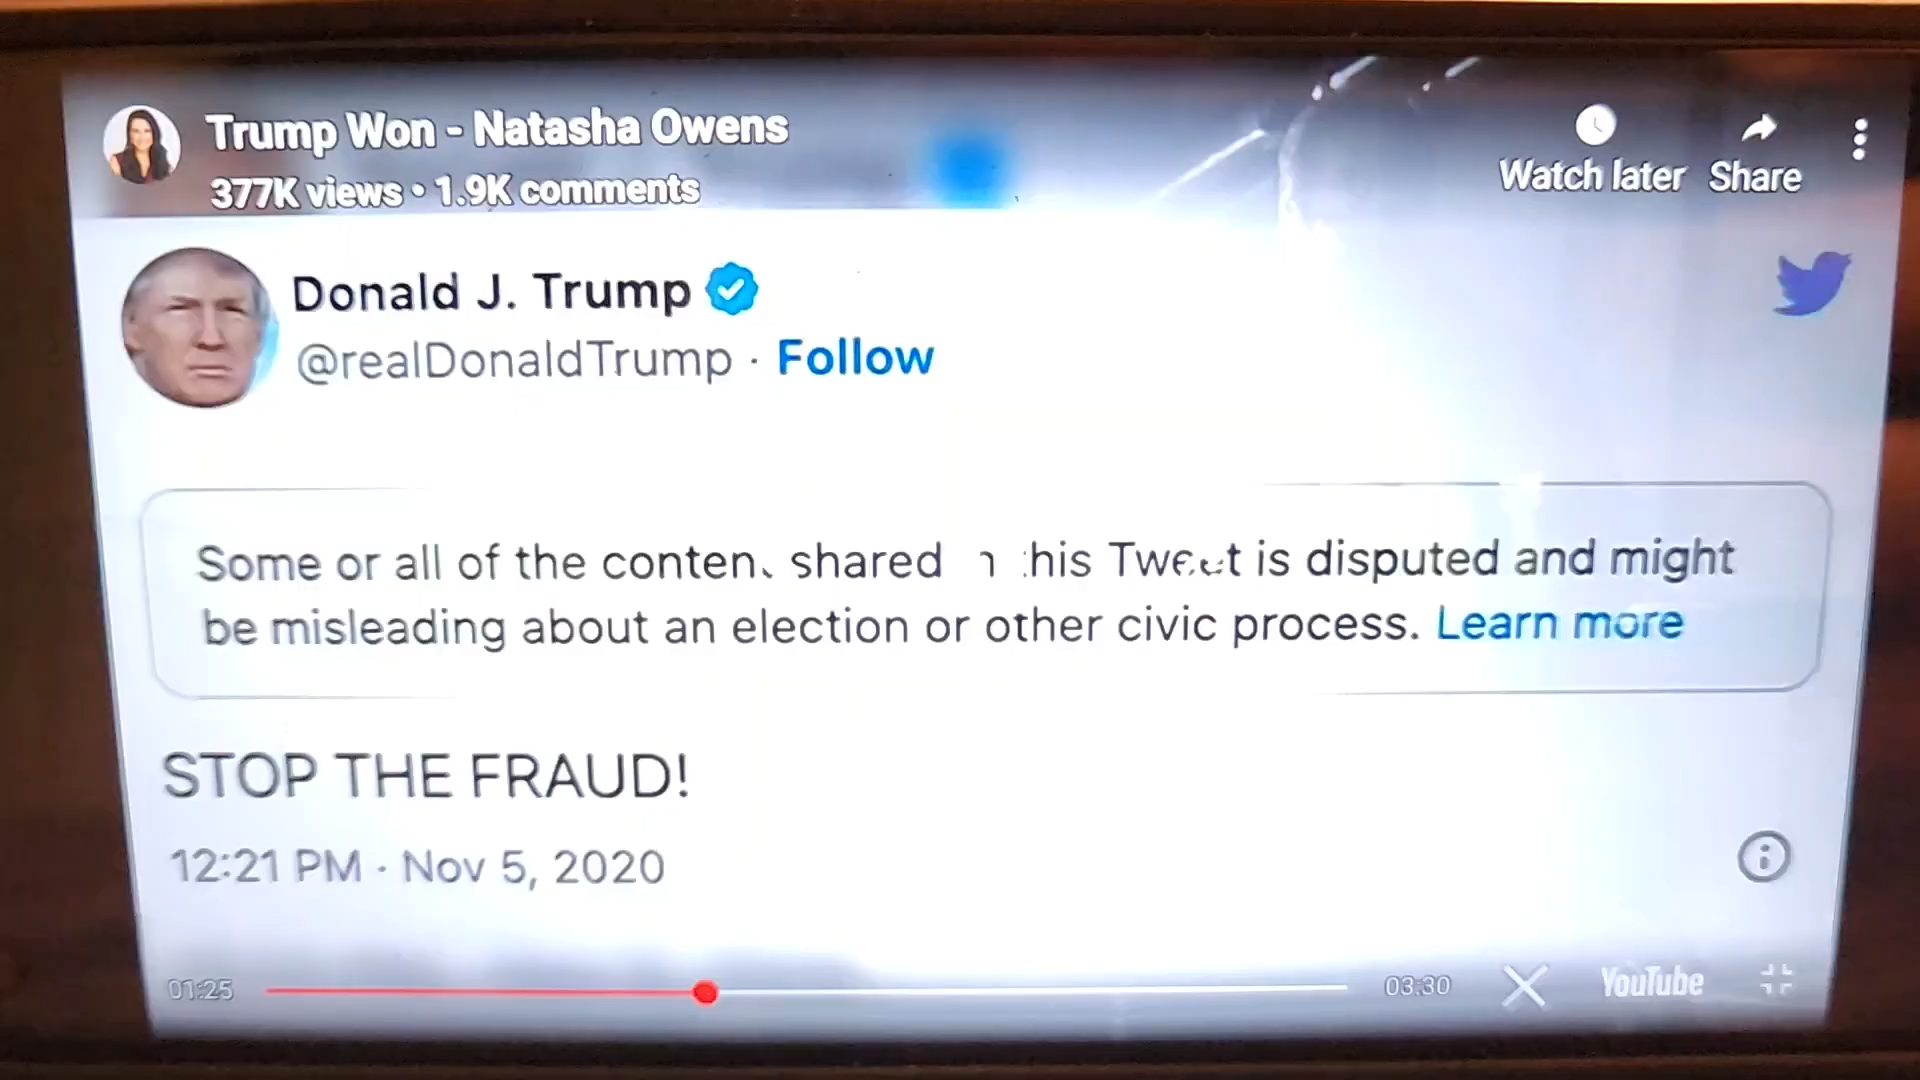 Trump Won - Natasha Owens
377K views • 1.9K comments
Watch later Share
Donald J. Trump
@realDonaldTrump · Follow
Some or all of the conten shared his Tweet is disputed and might
be misleading about an election or other civic process. Learn more
STOP THE FRAUD!
12:21 PM · Nov 5, 2020
01:25
03:30
YouTube